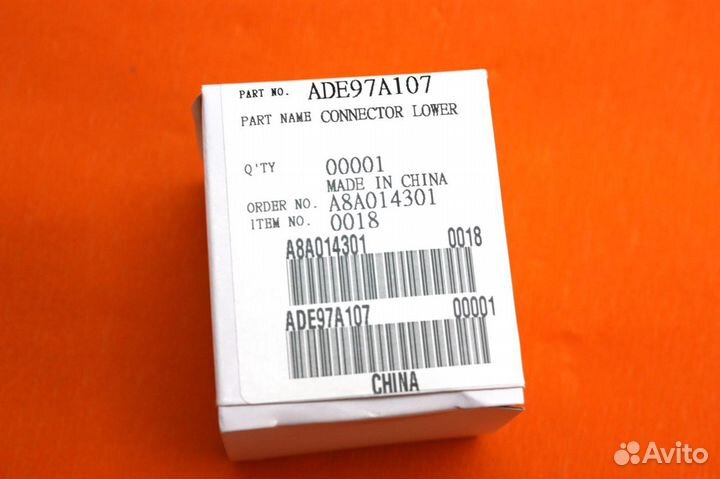 PART NO. ADE97A107
PART NAME CONNECTOR LOWER
Q'TY 00001
MADE IN CHINA
ORDER NO. A8A014301
ITEM NO. 0018
A8A014301 0018
ADE97A107 00001
CHINA
Avito